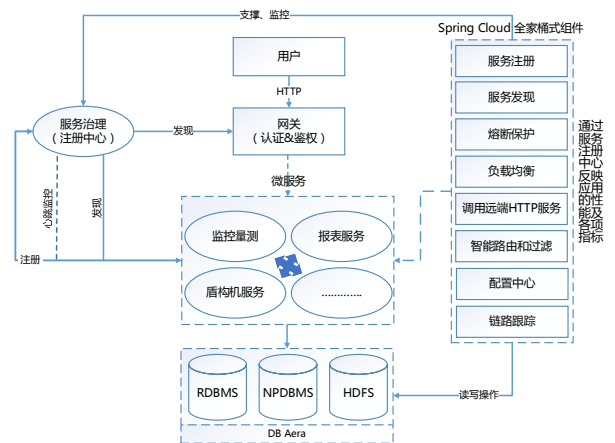 支撑、监控
Spring Cloud 全家桶式组件
用户
HTTP
服务治理
（注册中心）
发现
网关
（认证&鉴权）
微服务
心跳监控
发现
注册
监控量测
报表服务
盾构机服务
.............
服务注册
服务发现
熔断保护
负载均衡
调用远端HTTP服务
智能路由和过滤
配置中心
链路跟踪
通过服务注册中心反映应用的性能及各项指标
RDBMS
NPDBMS
HDFS
读写操作
DB Aera